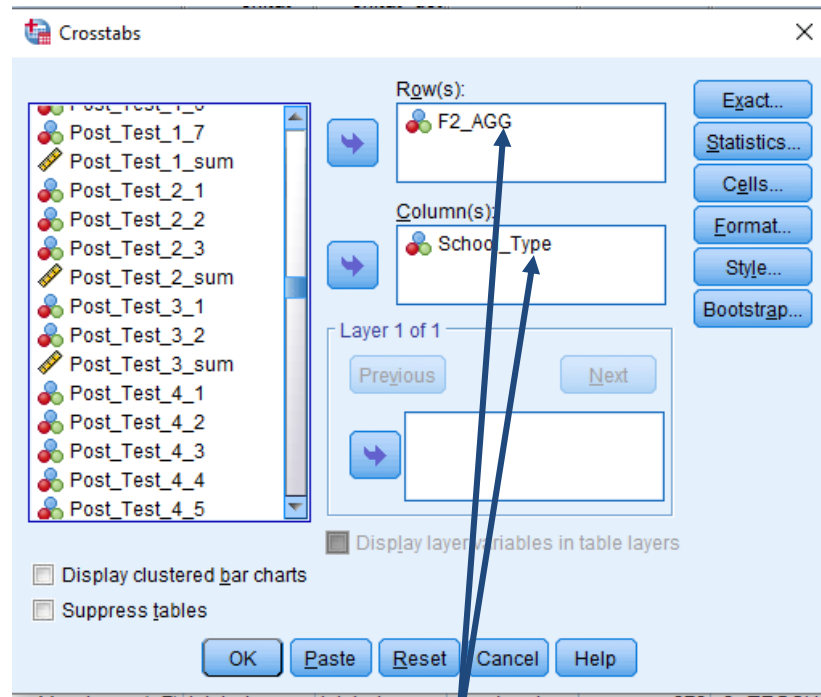 Crosstabs
Post_Test_1_6
Post_Test_1_7
Post_Test_1_sum
Post_Test_2_1
Post_Test_2_2
Post_Test_2_3
Post_Test_2_sum
Post_Test_3_1
Post_Test_3_2
Post_Test_3_sum
Post_Test_4_1
Post_Test_4_2
Post_Test_4_3
Post_Test_4_4
Post_Test_4_5
Row(s):
F2_AGG
Column(s):
School_Type
Layer 1 of 1
Previous Next
Display layer variables in table layers
Exact...
Statistics...
Cells...
Format...
Style...
Bootstrap...
Display clustered bar charts
Suppress tables
OK Paste Reset Cancel Help